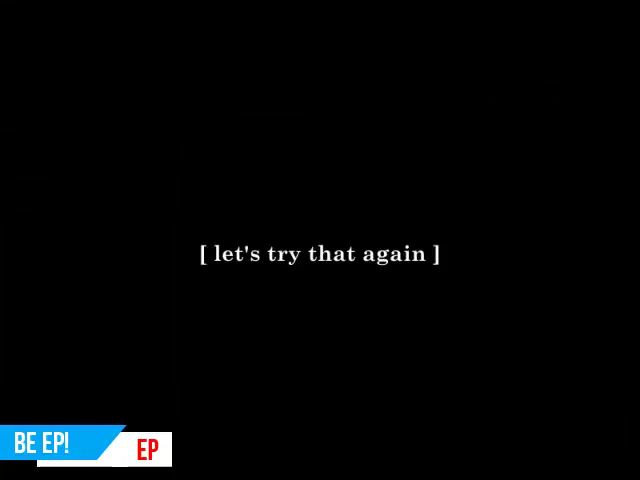 [ let's try that again ]
BE EP!
EP